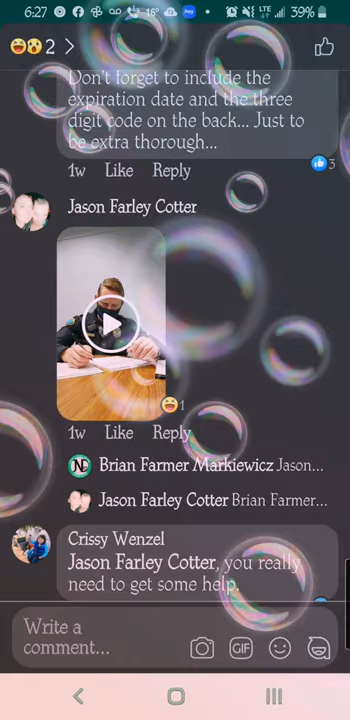 6:27
15°
LTE
39%
2
Don't forget to include the
expiration date and the three
digit code on the back... Just to
be extra thorough...
1w Like Reply
3
Jason Farley Cotter
1
1w Like Reply
Brian Farmer Markiewicz Jason...
Jason Farley Cotter Brian Farmer...
Crissy Wenzel
Jason Farley Cotter, you really
need to get some help.
Write a
comment...
GIF